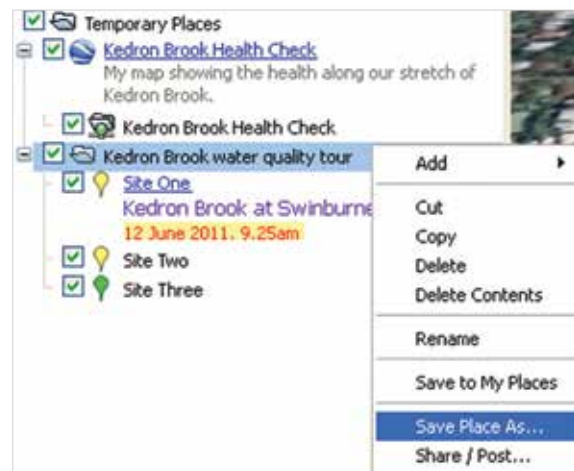 Temporary Places
Kedron Brook Health Check
My map showing the health along our stretch of
Kedron Brook.
Kedron Brook Health Check
Kedron Brook water quality tour
Site One
Kedron Brook at Swinburne
12 June 2011. 9.25am
Site Two
Site Three
Add
Cut
Copy
Delete
Delete Contents
Rename
Save to My Places
Save Place As...
Share / Post...